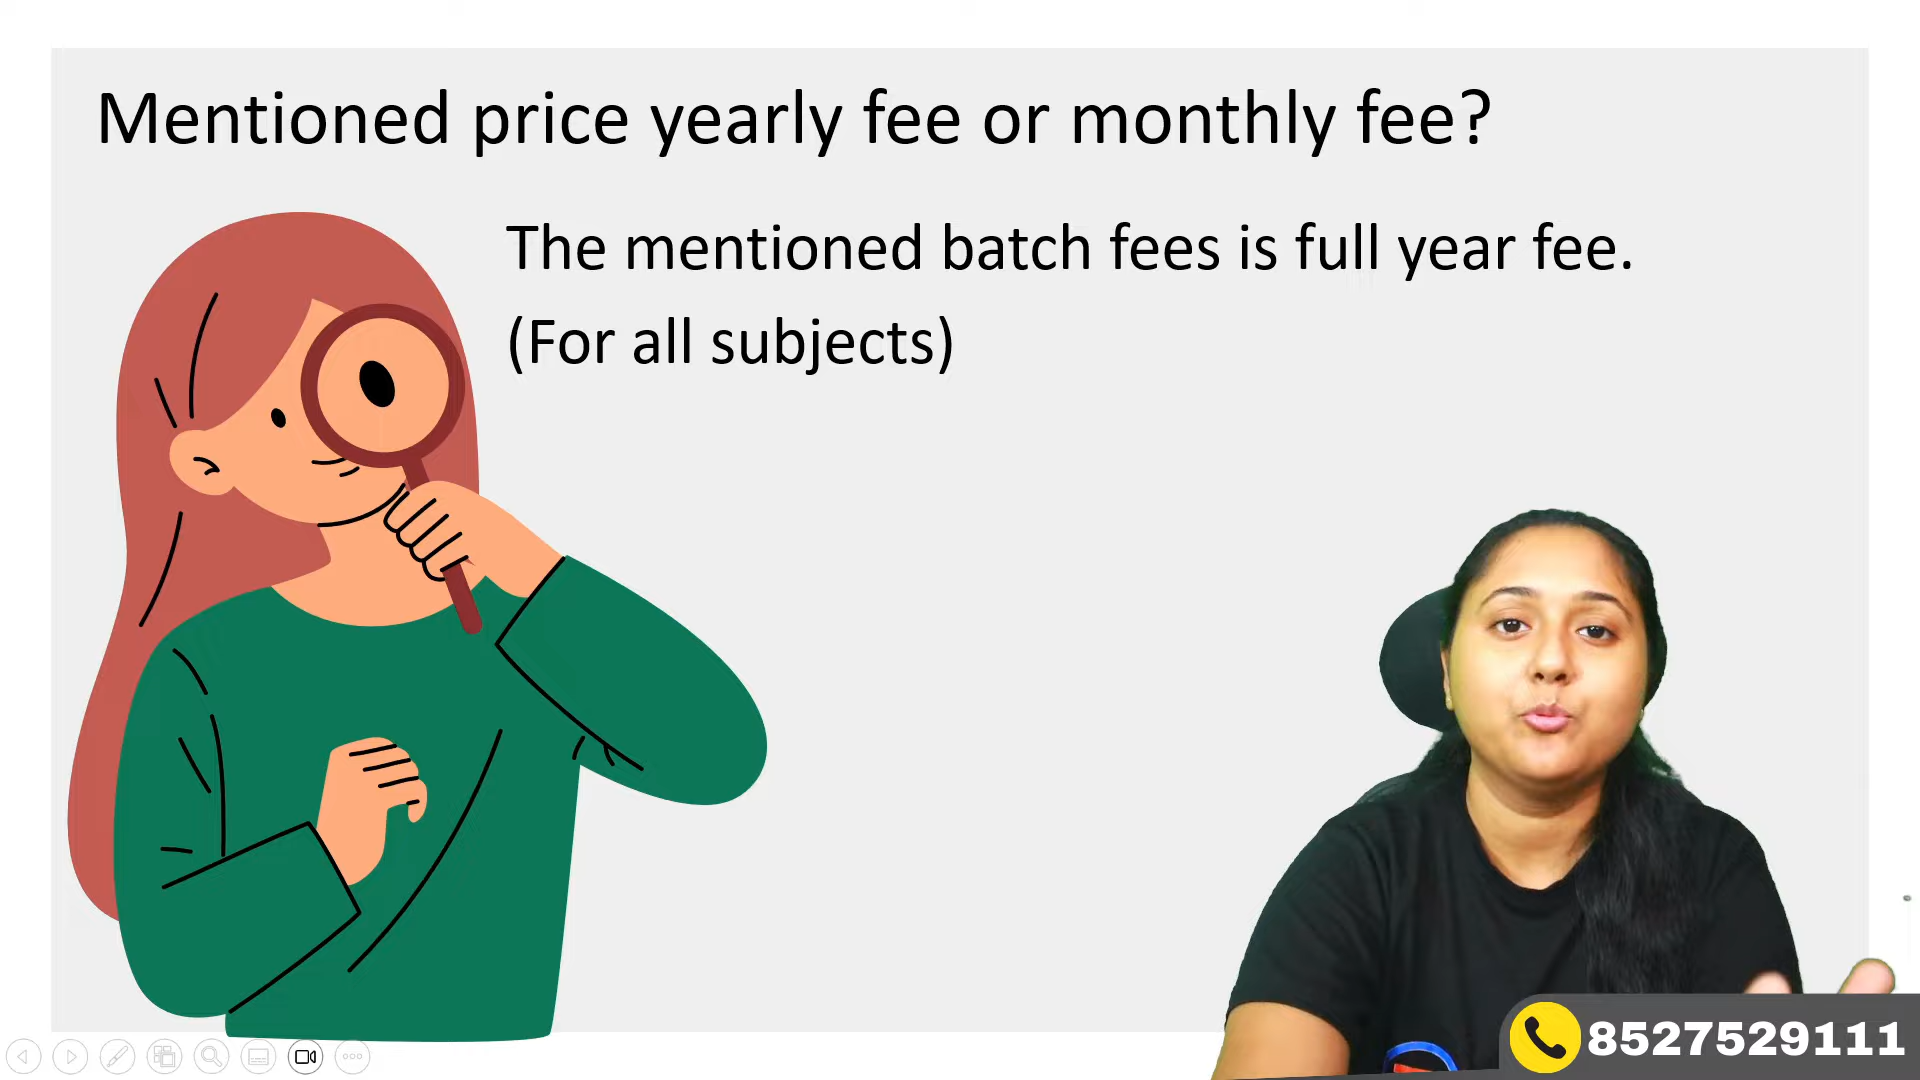 Mentioned price yearly fee or monthly fee?
The mentioned batch fees is full year fee.
(For all subjects)
8527529111